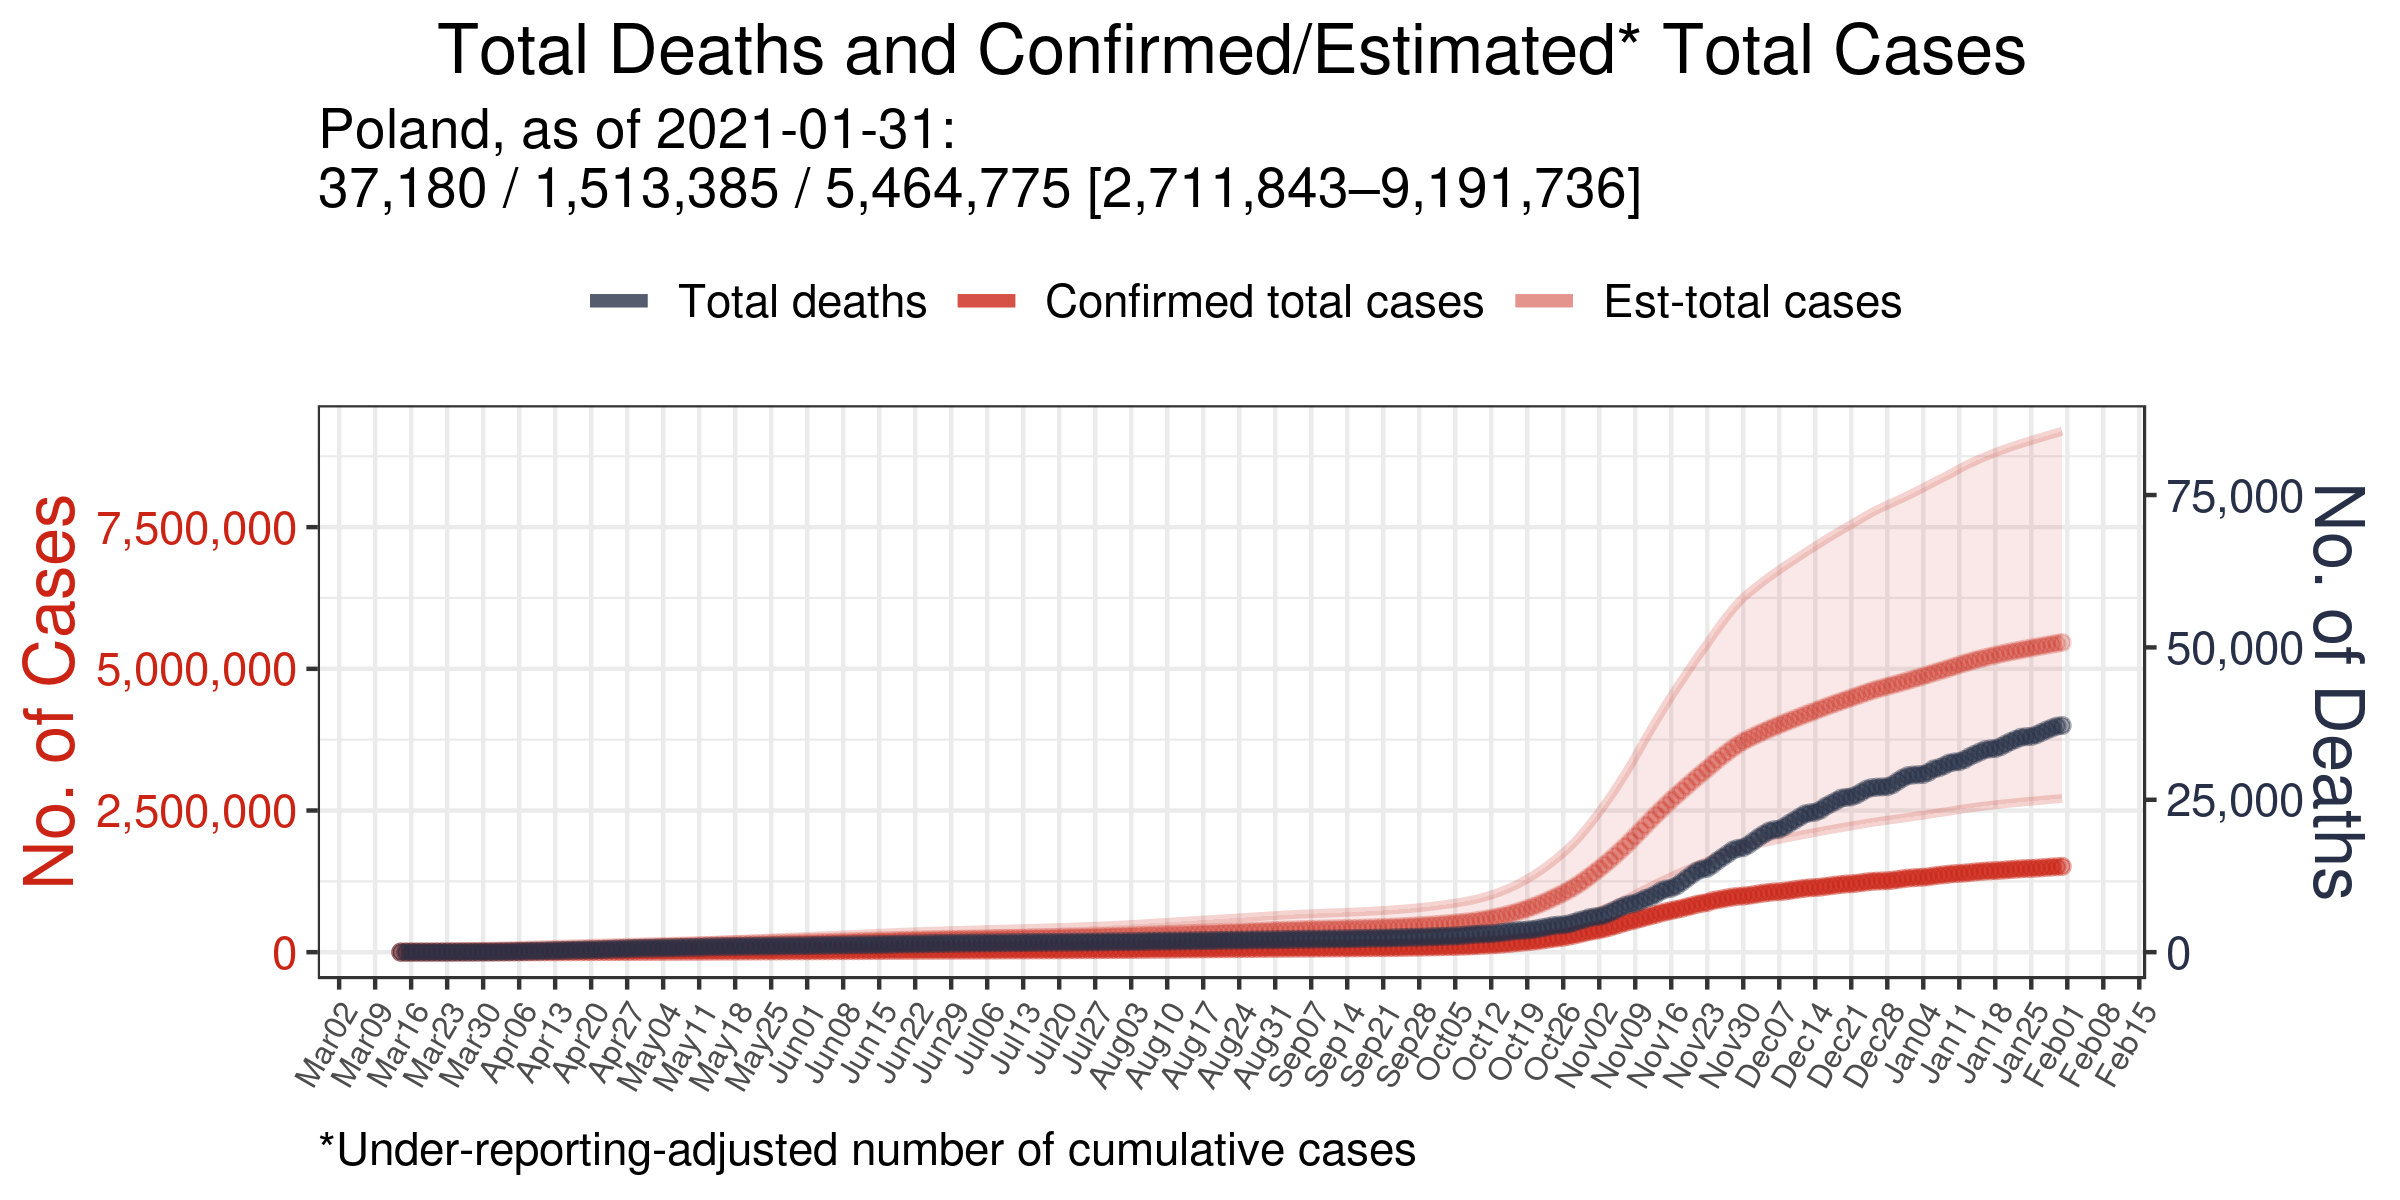 Total Deaths and Confirmed/Estimated* Total Cases
Poland, as of 2021-01-31:
37,180 / 1,513,385 / 5,464,775 [2,711,843–9,191,736]
Total deaths
Confirmed total cases
Est-total cases
No. of Cases
7,500,000
5,000,000
2,500,000
0
75,000
50,000
25,000
0
No. of Deaths
Mar02
Mar09
Mar16
Mar23
Mar30
Apr06
Apr13
Apr20
Apr27
May04
May11
May18
May25
Jun01
Jun08
Jun15
Jun22
Jun29
Jul06
Jul13
Jul20
Jul27
Aug03
Aug10
Aug17
Aug24
Aug31
Sep07
Sep14
Sep21
Sep28
Oct05
Oct12
Oct19
Oct26
Nov02
Nov09
Nov16
Nov23
Nov30
Dec07
Dec14
Dec21
Dec28
Jan04
Jan11
Jan18
Jan25
Feb01
Feb08
Feb15
*Under-reporting-adjusted number of cumulative cases